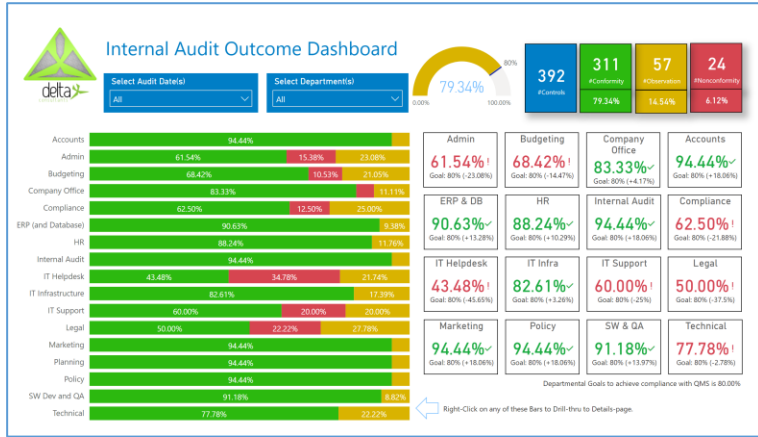 Internal Audit Outcome Dashboard
delta
Select Audit Date(s)
All
Select Department(s)
All
80%
79.34%
0.00%
100.00%
392
#Controls
311
#Conformity
79.34%
57
#Observation
14.54%
24
#Nonconformity
6.12%
Accounts 94.44%
Admin 61.54% 15.38% 23.08%
Budgeting 68.42% 10.53% 21.05%
Company Office 83.33% 11.11%
Compliance 62.50% 12.50% 25.00%
ERP (and Database) 90.63% 9.38%
HR 88.24% 11.76%
Internal Audit 94.44%
IT Helpdesk 43.48% 34.78% 21.74%
IT Infrastructure 82.61% 17.39%
IT Support 60.00% 20.00% 20.00%
Legal 50.00% 22.22% 27.78%
Marketing 94.44%
Planning 94.44%
Policy 94.44%
SW Dev and QA 91.18% 8.82%
Technical 77.78% 22.22%
Admin
61.54%!
Goal: 80% (-23.08%)
Budgeting
68.42%!
Goal: 80% (-14.47%)
Company
Office
83.33%✓
Goal: 80% (+4.17%)
Accounts
94.44%✓
Goal: 80% (+18.06%)
ERP & DB
90.63%✓
Goal: 80% (+13.28%)
HR
88.24%✓
Goal: 80% (+10.29%)
Internal Audit
94.44%✓
Goal: 80% (+18.06%)
Compliance
62.50%!
Goal: 80% (-21.88%)
IT Helpdesk
43.48%!
Goal: 80% (-45.65%)
IT Infra
82.61%✓
Goal: 80% (+3.26%)
IT Support
60.00%!
Goal: 80% (-25%)
Legal
50.00%!
Goal: 80% (-37.5%)
Marketing
94.44%✓
Goal: 80% (+18.06%)
Policy
94.44%✓
Goal: 80% (+18.06%)
SW & QA
91.18%✓
Goal: 80% (+13.97%)
Technical
77.78%!
Goal: 80% (-2.78%)
Departmental Goals to achieve compliance with QMS is 80.00%
Right-Click on any of these Bars to Drill-thru to Details-page.